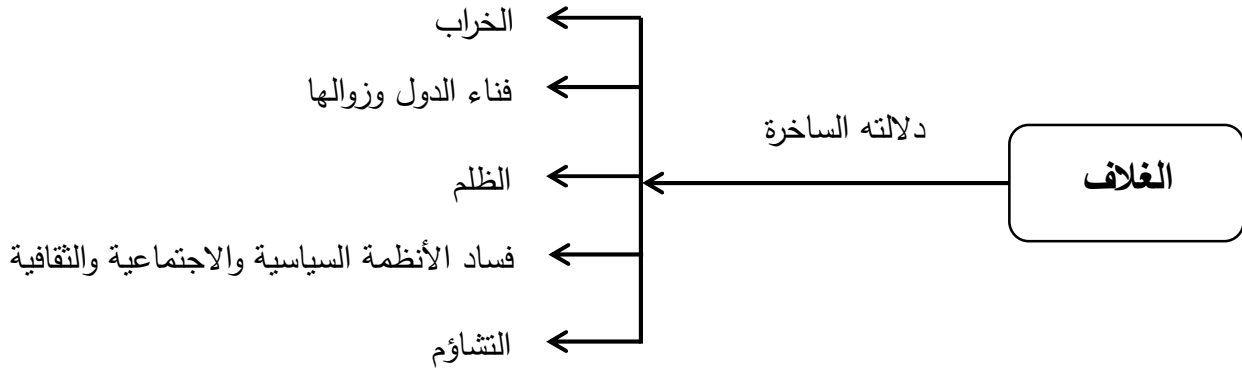 الغلاف
دلالته الساخرة
الخراب
فناء الدول وزوالها
الظلم
فساد الأنظمة السياسية والاجتماعية والثقافية
التشاؤم